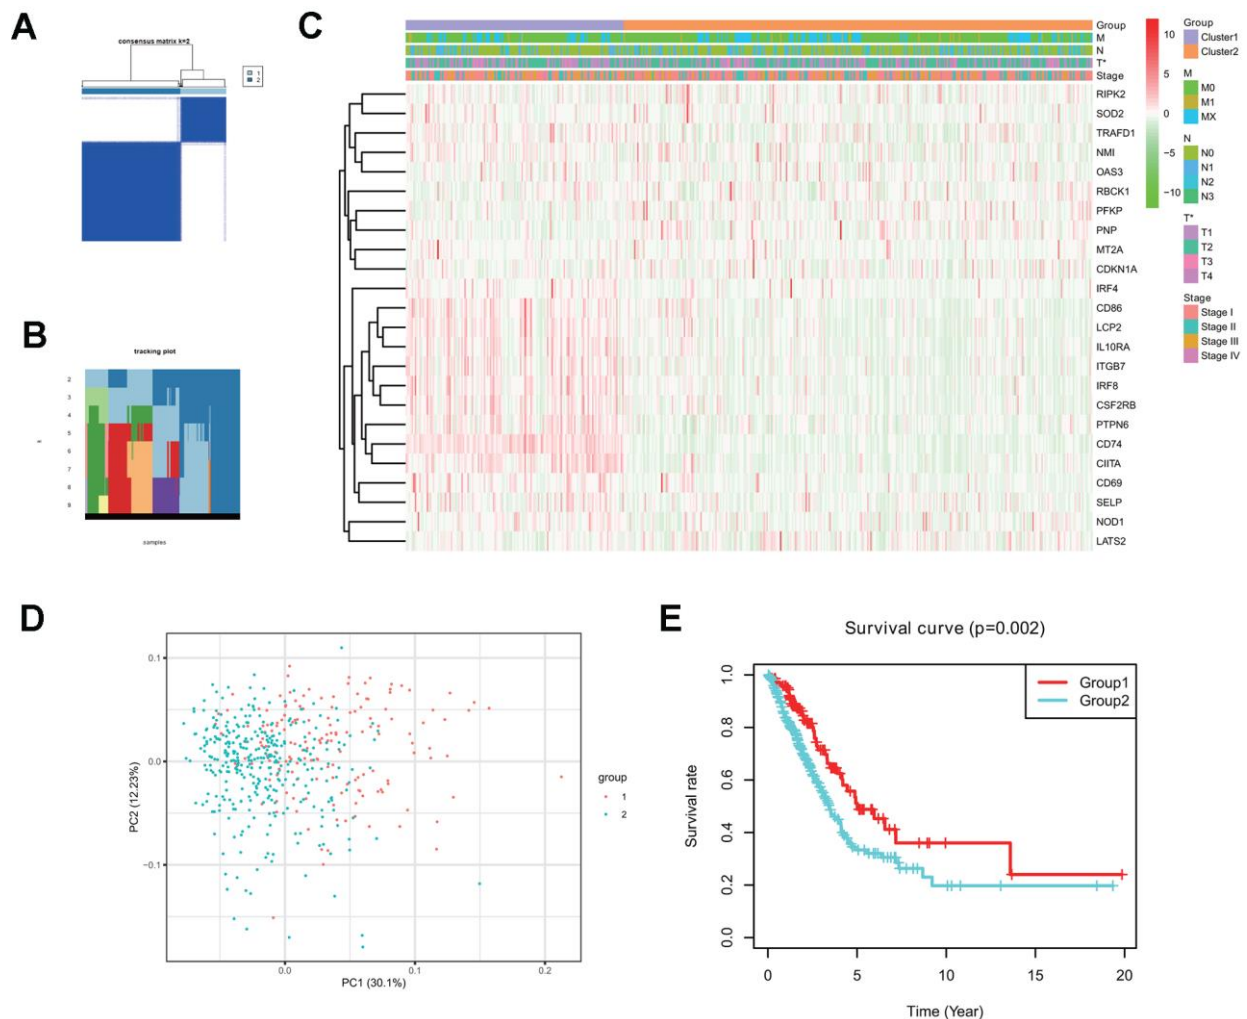 A
consensus matrix k=2
1
2
B
tracking plot
2
3
4
5
6
7
8
samples
C
Group
M
N
T*
Stage
RIPK2
SOD2
TRAFD1
NMI
OAS3
RBCK1
PFKP
PNP
MT2A
CDKN1A
IRF4
CD86
LCP2
IL10RA
ITGB7
IRF8
CSF2RB
PTPN6
CD74
CIITA
CD69
SELP
NOD1
LATS2
10
5
0
−5
−10
Group
Cluster1
Cluster2
M
M0
M1
MX
N
N0
N1
N2
N3
T*
T1
T2
T3
T4
Stage
Stage I
Stage II
Stage III
Stage IV
D
0.1
0.0
−0.1
PC2 (12.23%)
0.0
0.1
0.2
PC1 (30.1%)
group
1
2
E
Survival curve (p=0.002)
Group1
Group2
1.0
0.8
0.6
0.4
0.2
0.0
Survival rate
0
5
10
15
20
Time (Year)